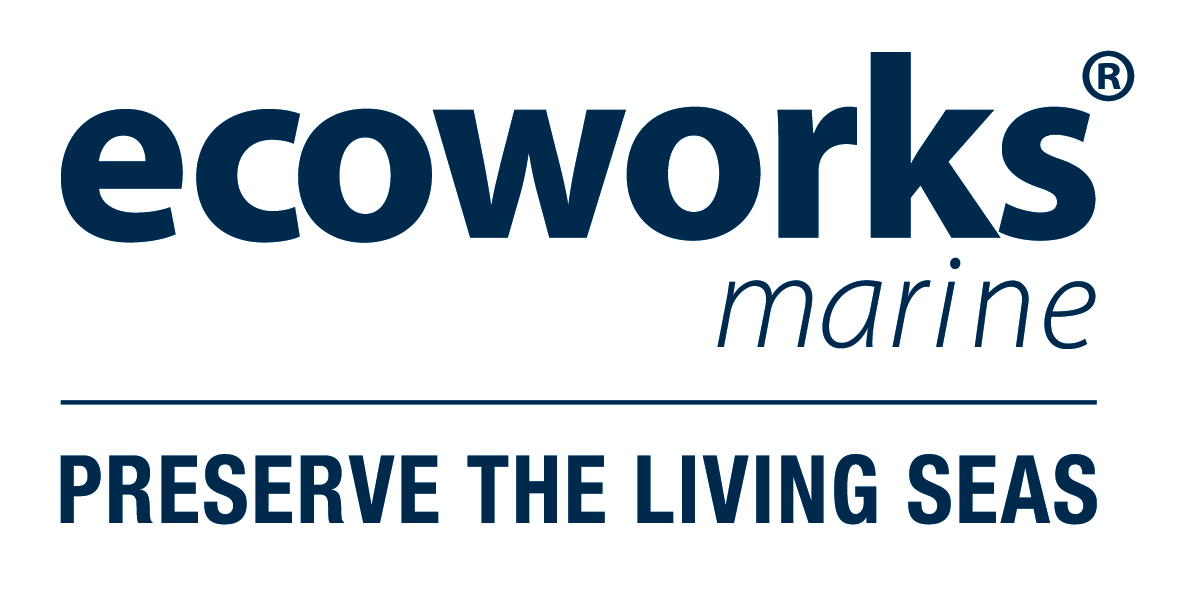 ecoworks®
marine
PRESERVE THE LIVING SEAS